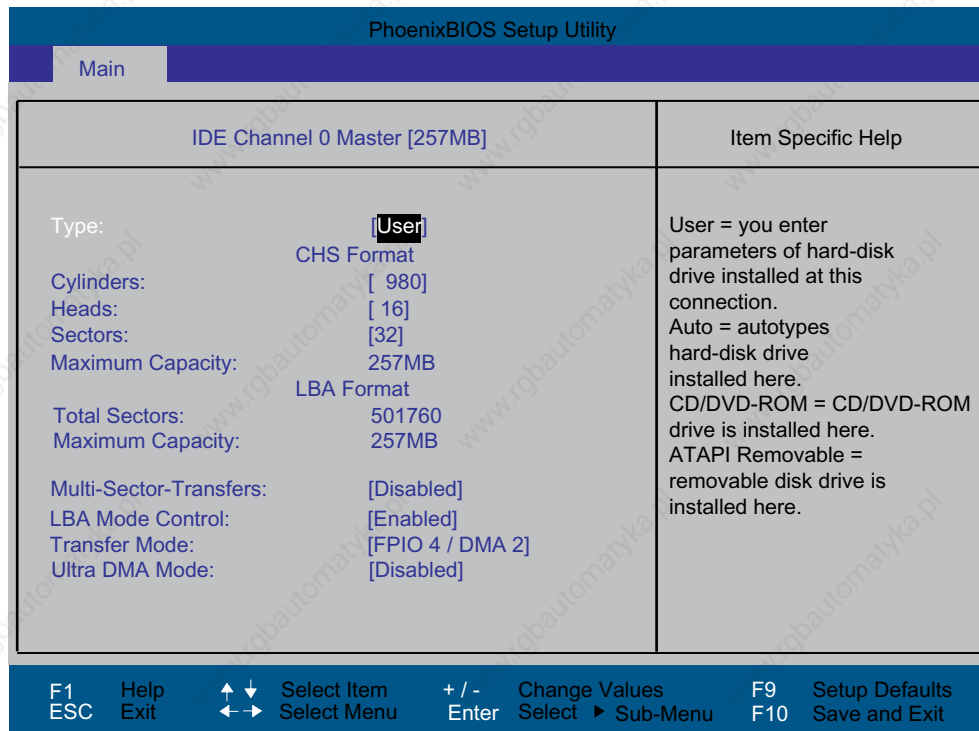 PhoenixBIOS Setup Utility
Main
IDE Channel 0 Master [257MB]
Item Specific Help
Type: [User]
CHS Format
Cylinders: [ 980]
Heads: [ 16]
Sectors: [32]
Maximum Capacity: 257MB
LBA Format
Total Sectors: 501760
Maximum Capacity: 257MB
Multi-Sector-Transfers: [Disabled]
LBA Mode Control: [Enabled]
Transfer Mode: [FPIO 4 / DMA 2]
Ultra DMA Mode: [Disabled]
User = you enter
parameters of hard-disk
drive installed at this
connection.
Auto = autotypes
hard-disk drive
installed here.
CD/DVD-ROM = CD/DVD-ROM
drive is installed here.
ATAPI Removable =
removable disk drive is
installed here.
F1 Help Select Item + / - Change Values F9 Setup Defaults
ESC Exit Select Menu Enter Select Sub-Menu F10 Save and Exit
www.rgbautomatyka.pl